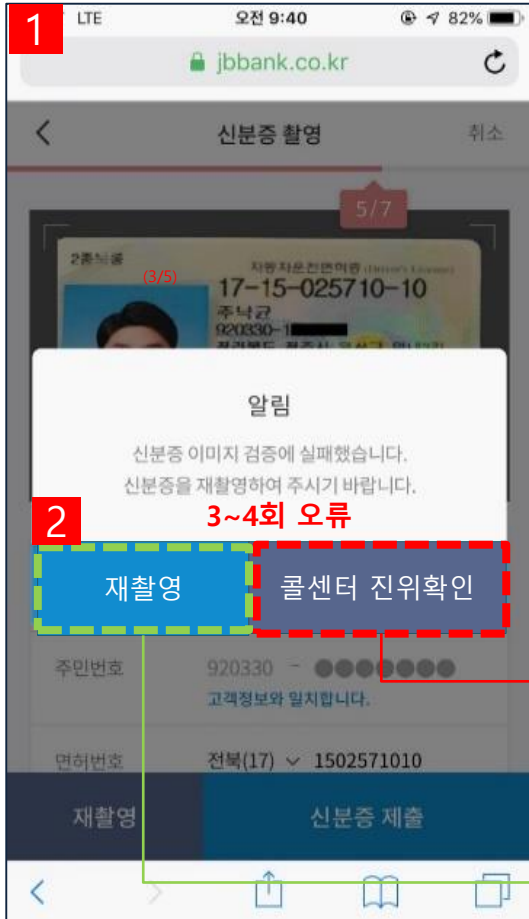 1
LTE
오전 9:40
82%
jbbank.co.kr
신분증 촬영
취소
5/7
2종보통
(3/5)
자동차운전면허증 (Driver's License)
17-15-025710-10
주낙균
920330-1
알림
신분증 이미지 검증에 실패했습니다.
신분증을 재촬영하여 주시기 바랍니다.
2
3~4회 오류
재촬영
콜센터 진위확인
주민번호
920330 - ●●●●●●●
고객정보와 일치합니다.
면허번호
전북(17)
1502571010
재촬영
신분증 제출